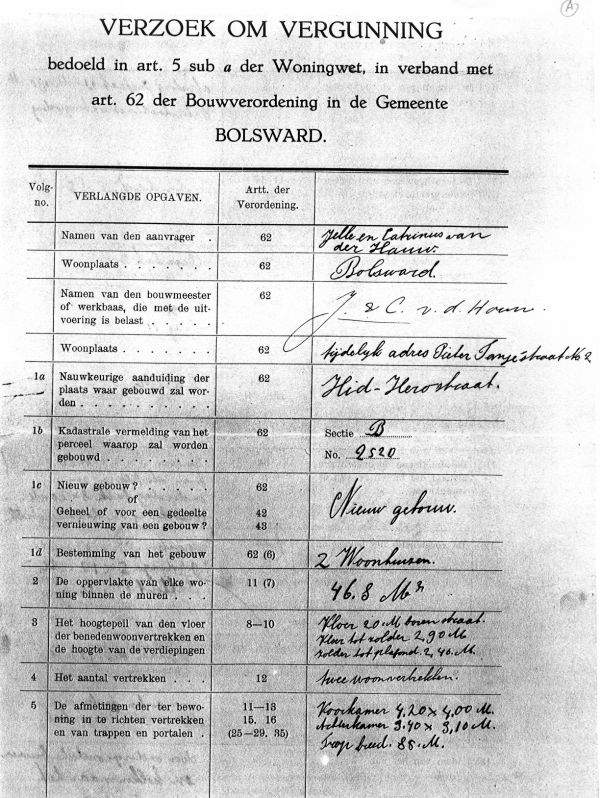 A
VERZOEK OM VERGUNNING
bedoeld in art. 5 sub a der Woningwet, in verband met
art. 62 der Bouwverordening in de Gemeente
BOLSWARD.
Volg-
no.
VERLANGDE OPGAVEN.
Artt. der
Verordening.
Namen van den aanvrager . 62 Jelle en Catrinus van
der Hauw.
Woonplaats . . . . . . . 62 Bolsward.
Namen van den bouwmeester 62
of werkbaas, die met de uit-
voering is belast . . . . . J. & C. v. d. Houw.
Woonplaats . . . . . . . 62 tijdelijk adres Pieter straat No 2
1a Nauwkeurige aanduiding der 62
plaats waar gebouwd zal wor-
den . . . . . . . . . . Hid-Herostraat.
1b Kadastrale vermelding van het 62 Sectie B
perceel waarop zal worden
gebouwd . . . . . . . . No. 2520
1c Nieuw gebouw? . . . . . 62
of
Geheel of voor een gedeelte 42 Nieuw gebouw.
vernieuwing van een gebouw? 43
1d Bestemming van het gebouw 62 (6) 2 Woonhuisen.
2 De oppervlakte van elke wo- 11 (7) 46.8 M²
ning binnen de muren . . .
3 Het hoogtepeil van den vloer 8—10 Vloer 20 M. boven straat.
der benedenwoonvertrekken en Vloer tot zolder 2,90 M
de hoogte van de verdiepingen zolder tot plafond. 2,40 M.
4 Het aantal vertrekken . . . 12 twee woonvertrekken.
5 De afmetingen der ter bewo- 11—13 Voorkamer 4,20 x 4,00 M.
ning in te richten vertrekken 15. 16 Achterkamer 3.40 x 3,10 M.
en van trappen en portalen . (25—29. 35) Trap breed. 85 M.